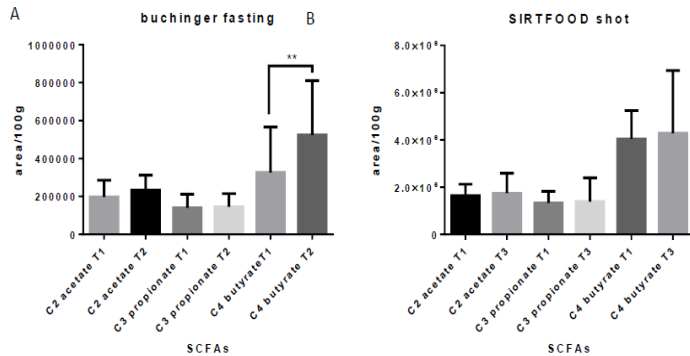 A
buchinger fasting
area/100g
1000000
800000
600000
400000
200000
0
**
C2 acetate T1
C2 acetate T2
C3 propionate T1
C3 propionate T2
C4 butyrate T1
C4 butyrate T2
SCFAs
B
SIRTFOOD shot
area/100g
8.0×10⁶
6.0×10⁶
4.0×10⁶
2.0×10⁶
0
C2 acetate T1
C2 acetate T3
C3 propionate T1
C3 propionate T3
C4 butyrate T1
C4 butyrate T3
SCFAs